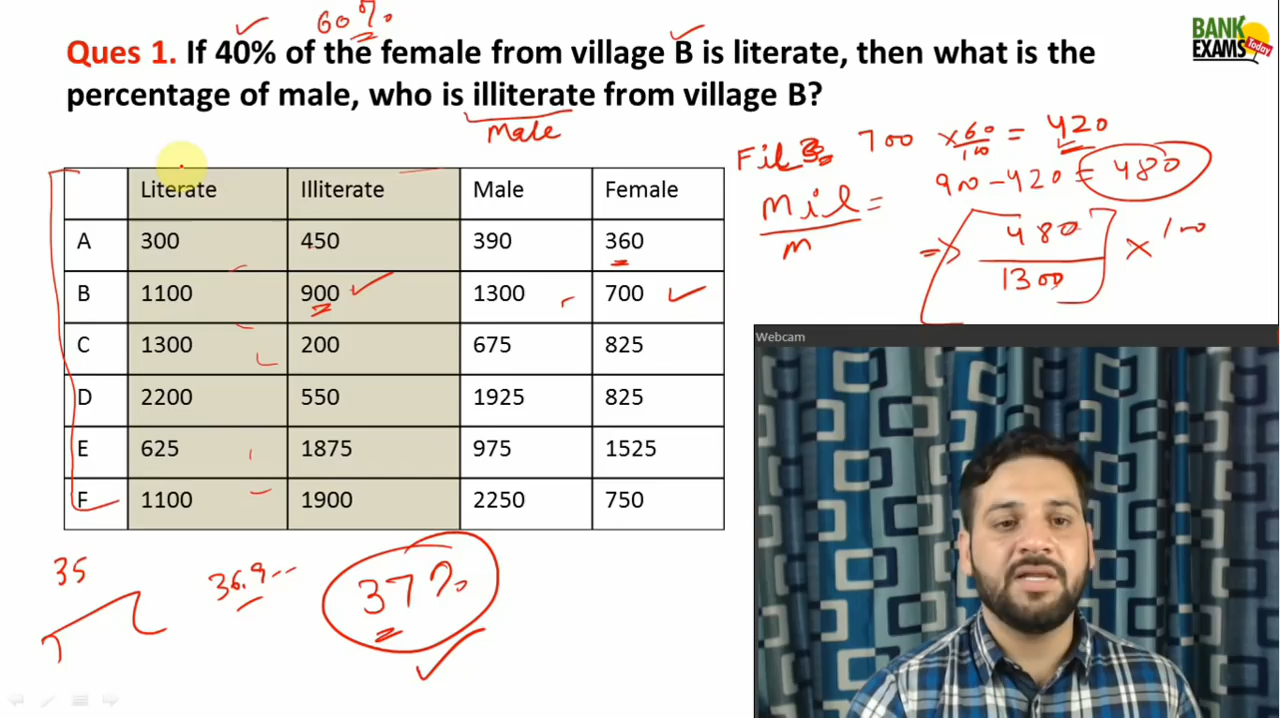 60%
Ques 1. If 40% of the female from village B is literate, then what is the
percentage of male, who is illiterate from village B?
BANK
EXAMS Today
Male
700 x 60/100 = 420
900 - 420 = 480
M il =
m
=> [480/1300] x 100
Literate Illiterate Male Female
A 300 450 390 360
B 1100 900 1300 700
C 1300 200 675 825
D 2200 550 1925 825
E 625 1875 975 1525
F 1100 1900 2250 750
Webcam
35
36.9--
37%